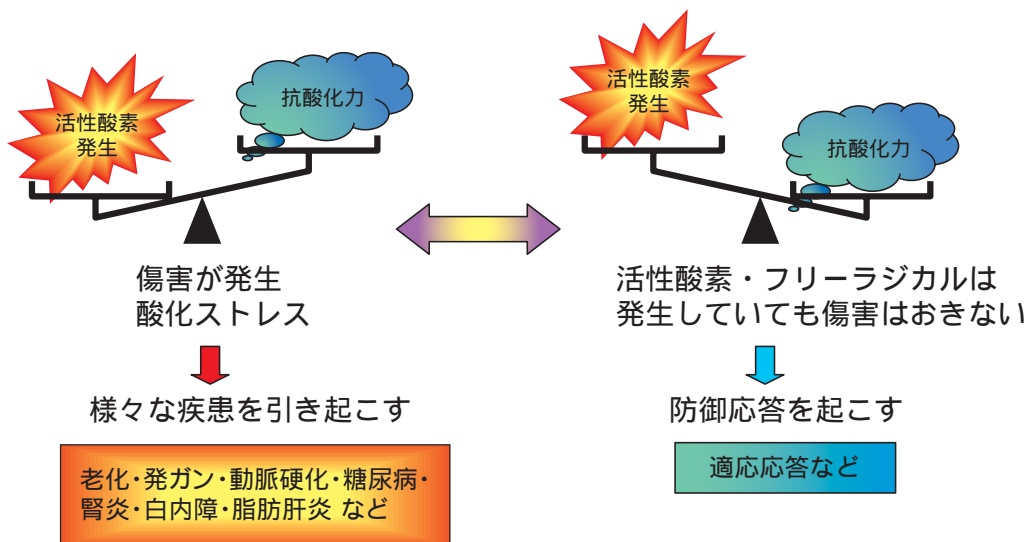 活性酸素
発生
抗酸化力
傷害が発生
酸化ストレス
様々な疾患を引き起こす
老化・発ガン・動脈硬化・糖尿病・
腎炎・白内障・脂肪肝炎 など
活性酸素
発生
抗酸化力
活性酸素・フリーラジカルは
発生していても傷害はおきない
防御応答を起こす
適応応答など